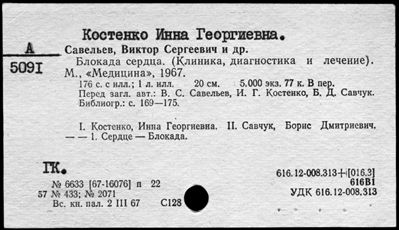 Костенко Инна Георгиевна.
А
5091
Савельев, Виктор Сергеевич и др.
Блокада сердца. (Клиника, диагностика и лечение).
М., «Медицина», 1967.
176 с. с илл.; 1 л. илл. 20 см. 5.000 экз. 77 к. В пер.
Перед загл. авт.: В. С. Савельев, И. Г. Костенко, Б. Д. Савчук.
Библиогр.: с. 169—175.
I. Костенко, Инна Георгиевна. II. Савчук, Борис Дмитриевич.
— — 1. Сердце — Блокада.
ГК.
№ 6633 [67-16076] п 22
57 № 433; № 2071
Вс. кн. пал. 2 III 67 С128
616.12-008.313+[016.3]
616В1
УДК 616.12-008.313